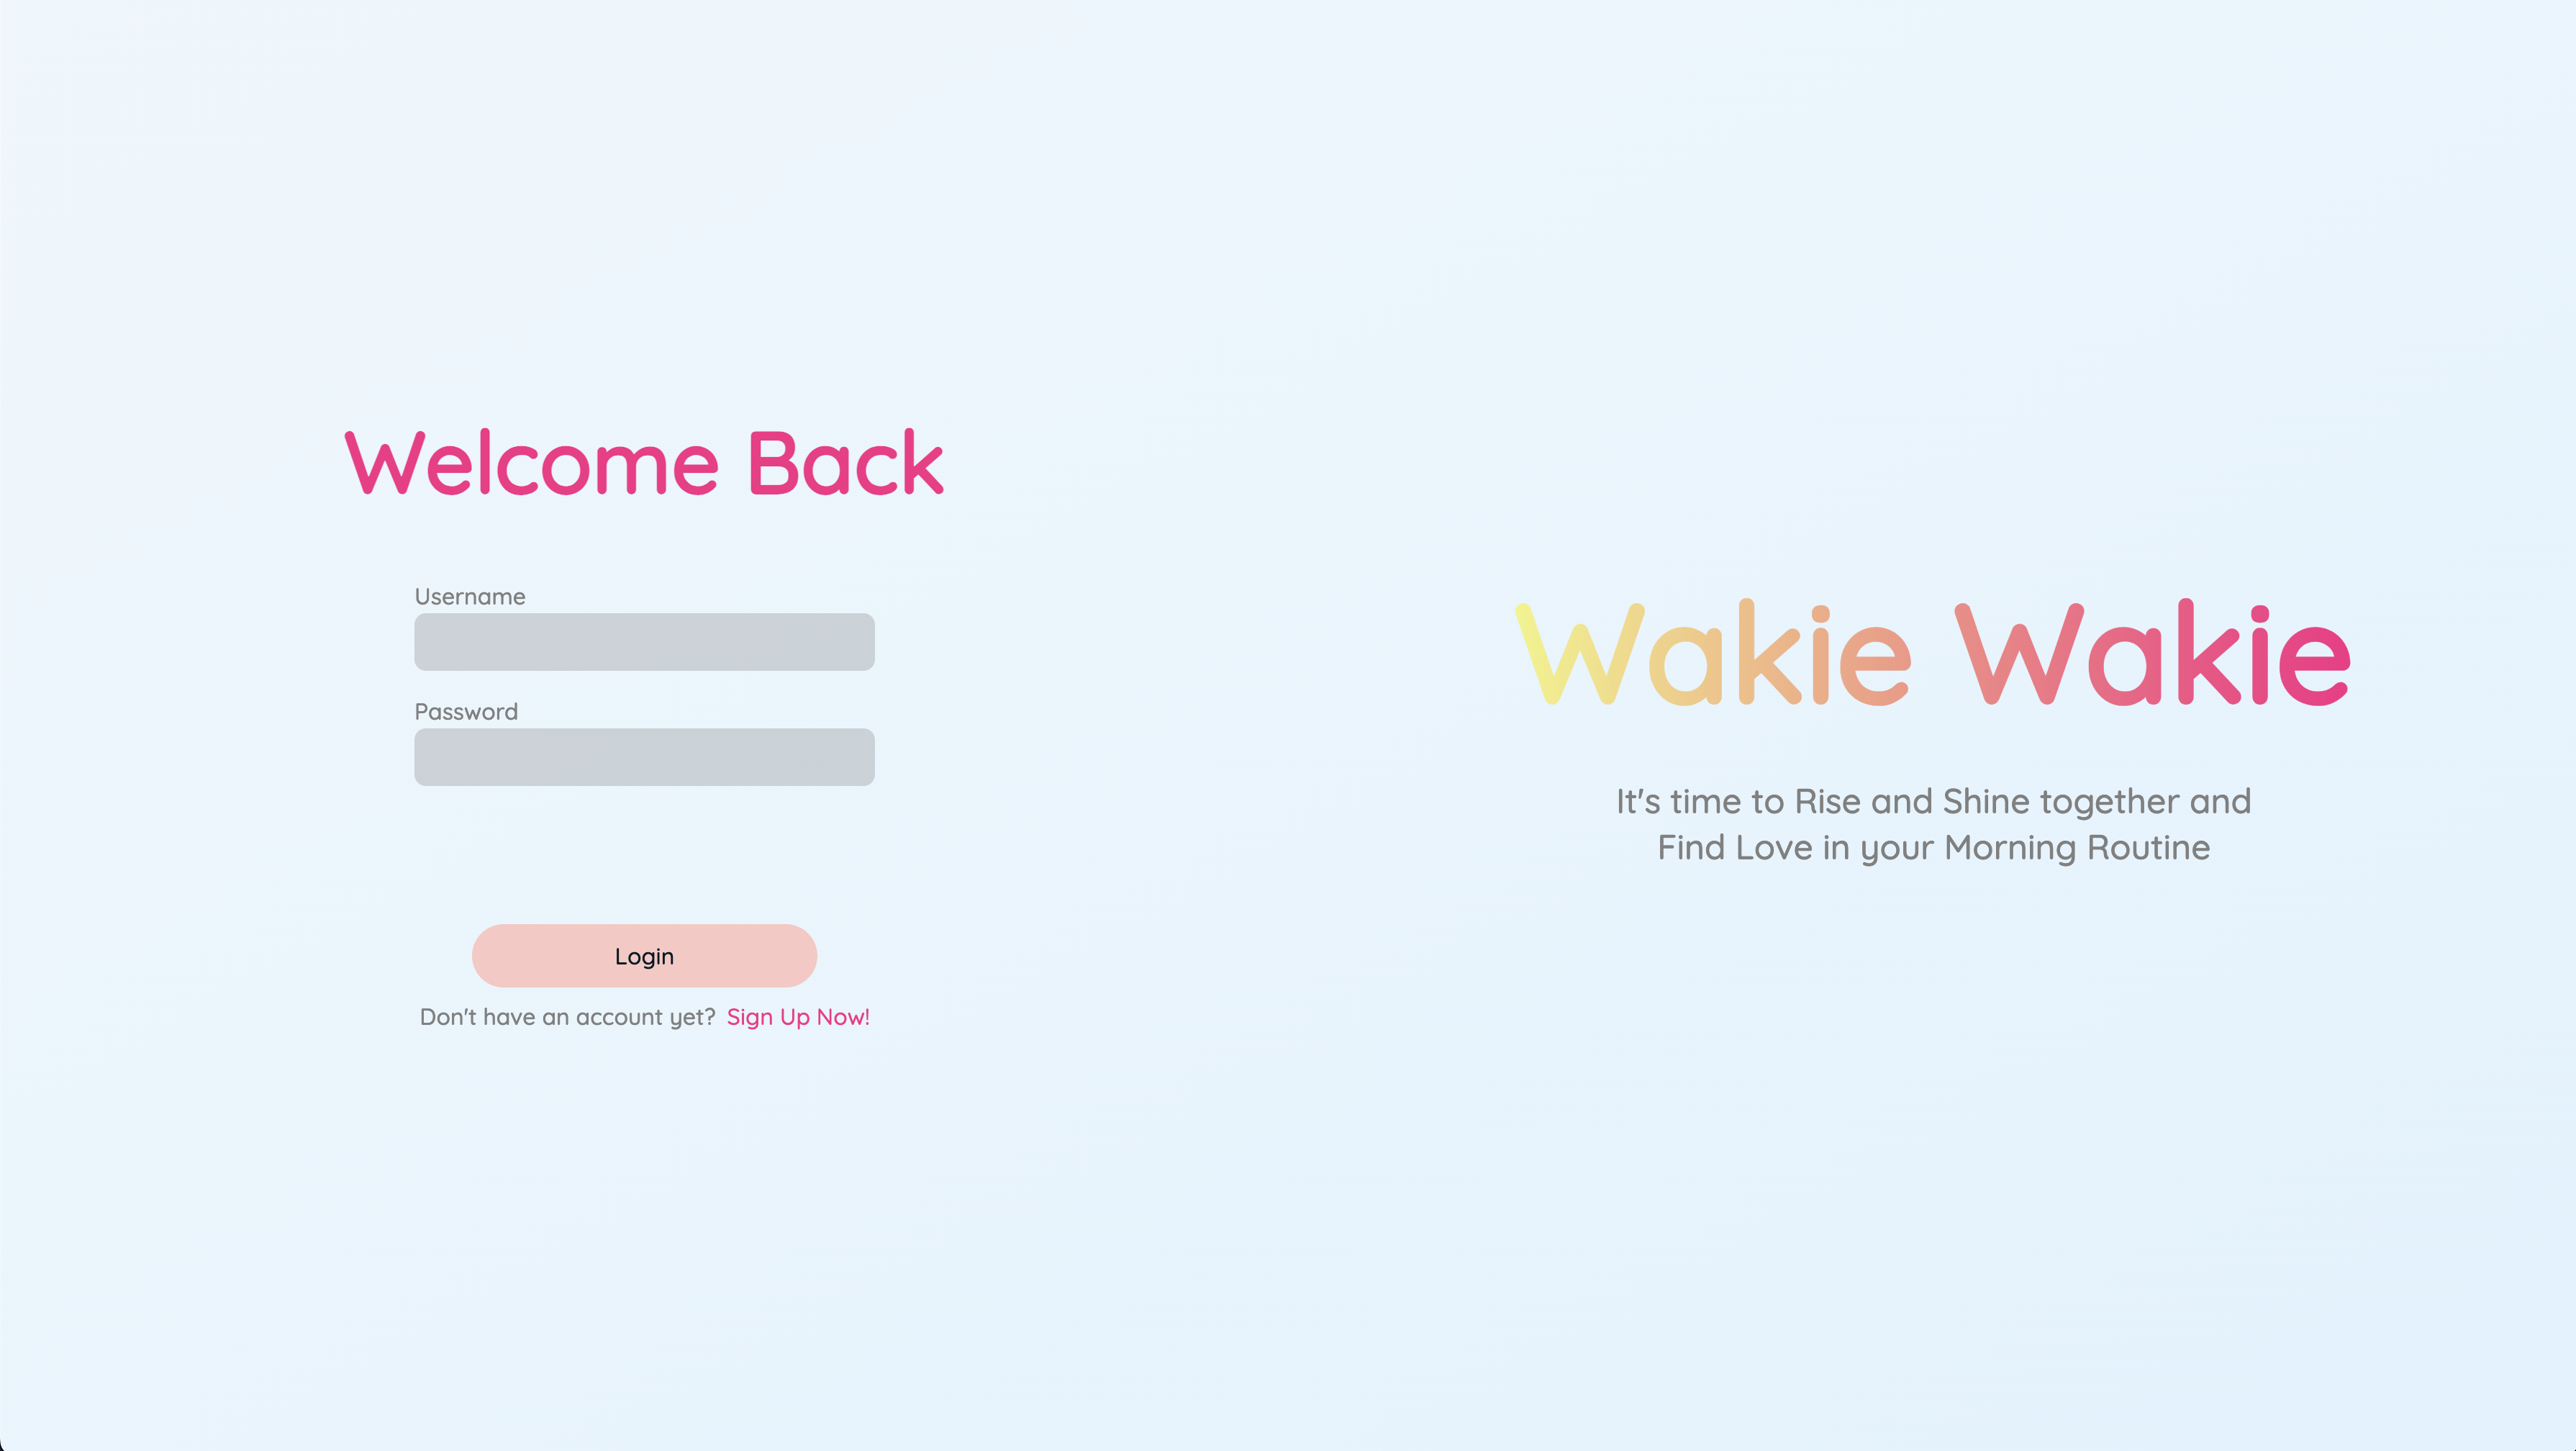 Welcome Back
Username
Password
Login
Don't have an account yet? Sign Up Now!
Wakie Wakie
It's time to Rise and Shine together and
Find Love in your Morning Routine